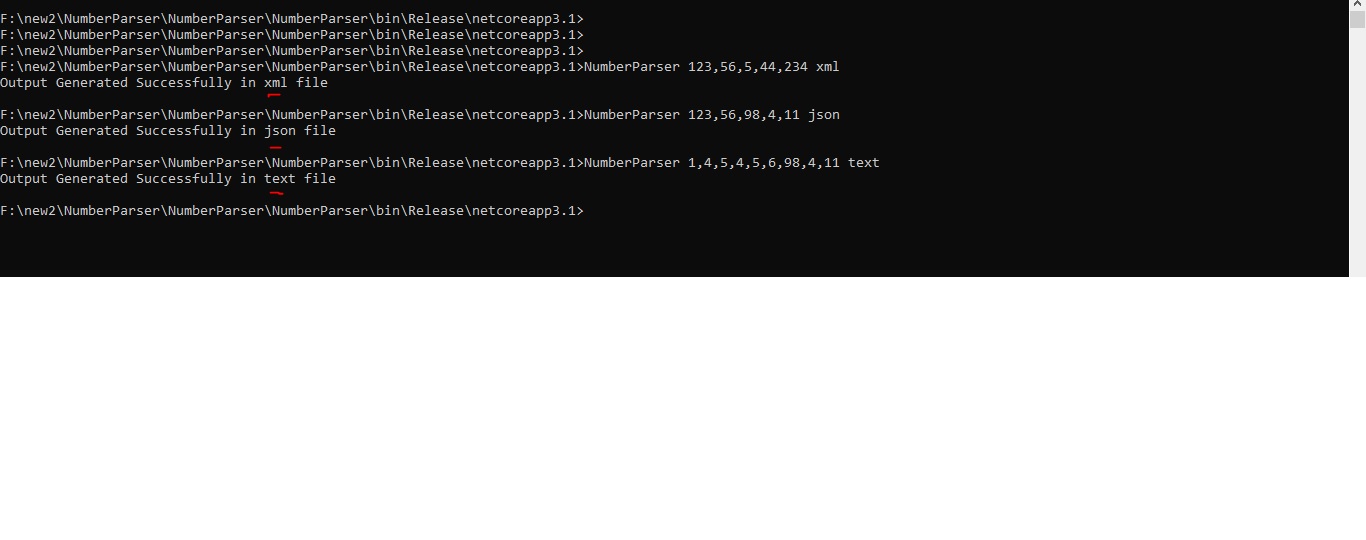 F:\new2\NumberParser\NumberParser\NumberParser\bin\Release\netcoreapp3.1>
F:\new2\NumberParser\NumberParser\NumberParser\bin\Release\netcoreapp3.1>
F:\new2\NumberParser\NumberParser\NumberParser\bin\Release\netcoreapp3.1>
F:\new2\NumberParser\NumberParser\NumberParser\bin\Release\netcoreapp3.1>NumberParser 123,56,5,44,234 xml
Output Generated Successfully in xml file
F:\new2\NumberParser\NumberParser\NumberParser\bin\Release\netcoreapp3.1>NumberParser 123,56,98,4,11 json
Output Generated Successfully in json file
F:\new2\NumberParser\NumberParser\NumberParser\bin\Release\netcoreapp3.1>NumberParser 1,4,5,4,5,6,98,4,11 text
Output Generated Successfully in text file
F:\new2\NumberParser\NumberParser\NumberParser\bin\Release\netcoreapp3.1>